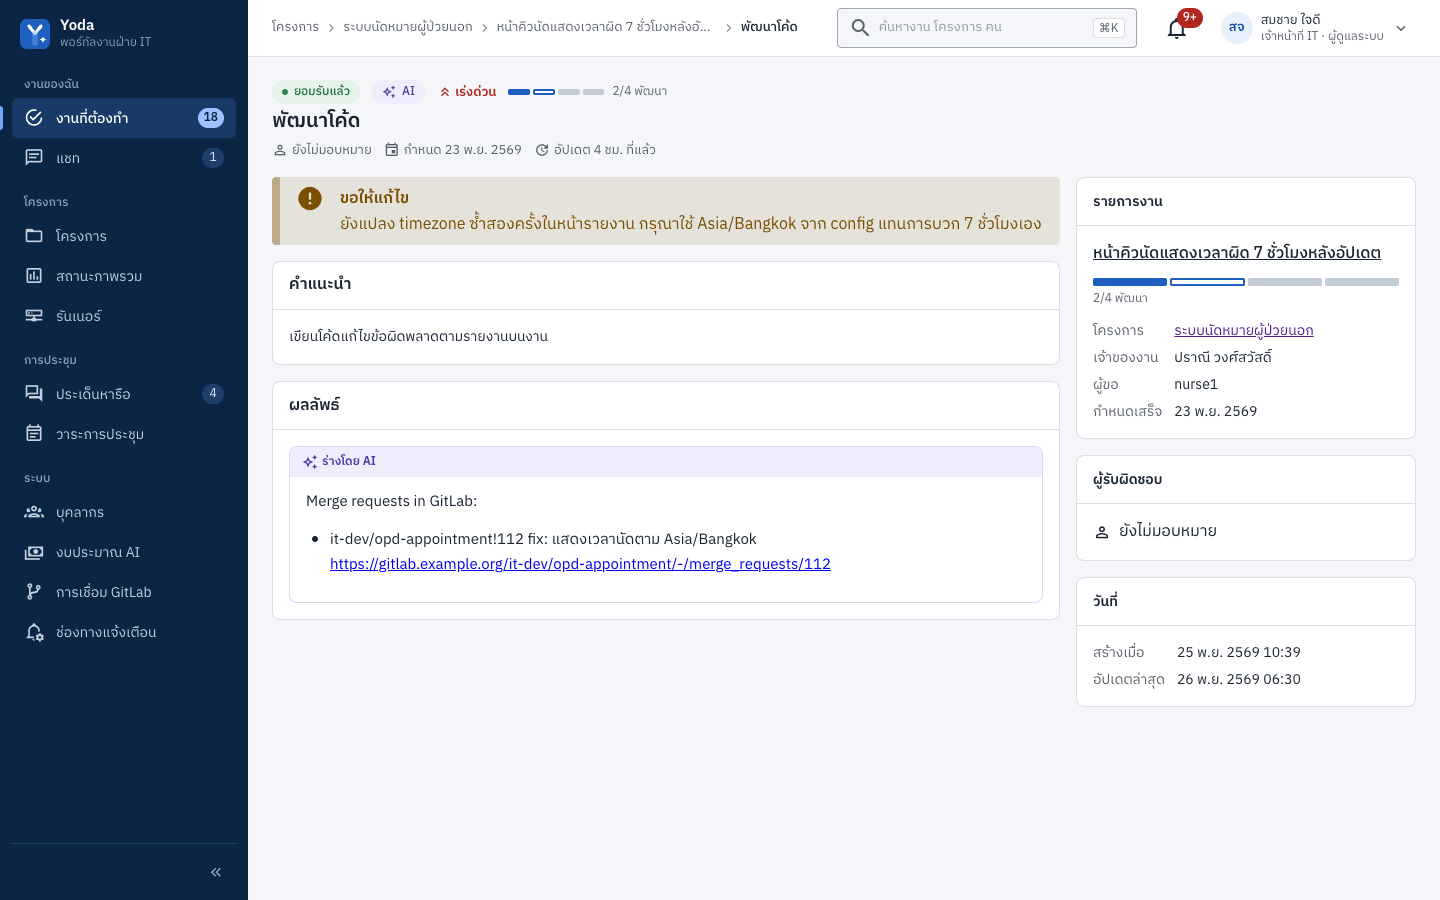 Yoda
พอร์ทัลงานฝ่าย IT
งานของฉัน
งานที่ต้องทำ 18
แชท 1
โครงการ
โครงการ
สถานะภาพรวม
รันเนอร์
การประชุม
ประเด็นหารือ 4
วาระการประชุม
ระบบ
บุคลากร
งบประมาณ AI
การเชื่อม GitLab
ช่องทางแจ้งเตือน
โครงการ › ระบบนัดหมายผู้ป่วยนอก › หน้าคิวนัดแสดงเวลาผิด 7 ชั่วโมงหลังอั... › พัฒนาโค้ด
ค้นหางาน โครงการ คน ⌘K
9+
สจ
สมชาย ใจดี
เจ้าหน้าที่ IT · ผู้ดูแลระบบ
ยอมรับแล้ว AI เร่งด่วน 2/4 พัฒนา
พัฒนาโค้ด
ยังไม่มอบหมาย กำหนด 23 พ.ย. 2569 อัปเดต 4 ชม. ที่แล้ว
ขอให้แก้ไข
ยังแปลง timezone ซ้ำสองครั้งในหน้ารายงาน กรุณาใช้ Asia/Bangkok จาก config แทนการบวก 7 ชั่วโมงเอง
คำแนะนำ
เขียนโค้ดแก้ไขข้อผิดพลาดตามรายงานบนงาน
ผลลัพธ์
ร่างโดย AI
Merge requests in GitLab:
• it-dev/opd-appointment!112 fix: แสดงเวลานัดตาม Asia/Bangkok
https://gitlab.example.org/it-dev/opd-appointment/-/merge_requests/112
รายการงาน
หน้าคิวนัดแสดงเวลาผิด 7 ชั่วโมงหลังอัปเดต
2/4 พัฒนา
โครงการ ระบบนัดหมายผู้ป่วยนอก
เจ้าของงาน ปราณี วงศ์สวัสดิ์
ผู้ขอ nurse1
กำหนดเสร็จ 23 พ.ย. 2569
ผู้รับผิดชอบ
ยังไม่มอบหมาย
วันที่
สร้างเมื่อ 25 พ.ย. 2569 10:39
อัปเดตล่าสุด 26 พ.ย. 2569 06:30